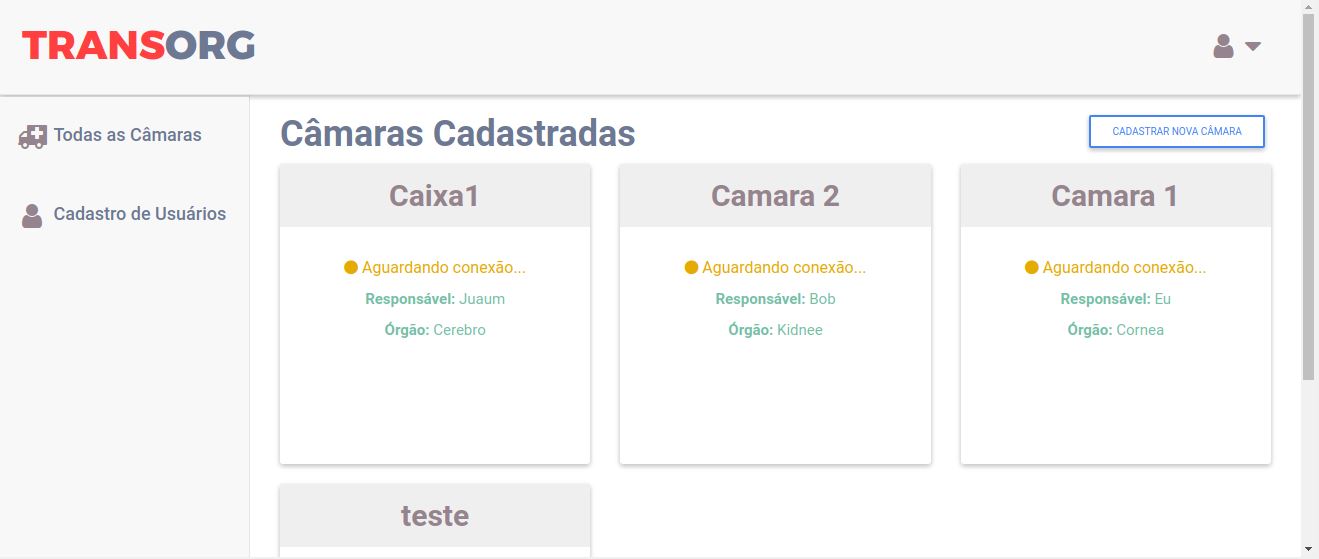 TRANSORG
Todas as Câmaras
Cadastro de Usuários
Câmaras Cadastradas
CADASTRAR NOVA CÂMARA
Caixa1
Aguardando conexão...
Responsável: Juaum
Órgão: Cerebro
Camara 2
Aguardando conexão...
Responsável: Bob
Órgão: Kidnee
Camara 1
Aguardando conexão...
Responsável: Eu
Órgão: Cornea
teste